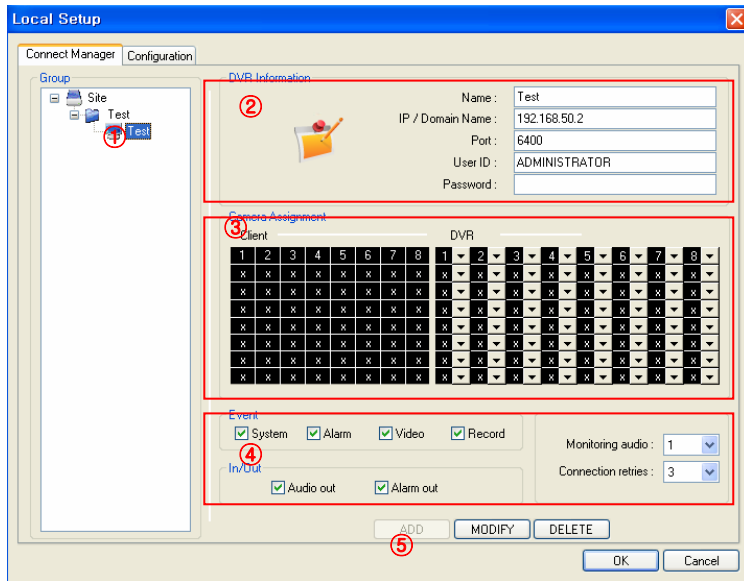 Local Setup
Connect Manager Configuration
Group
Site
Test
① Test
DVR Information
②
Name : Test
IP / Domain Name : 192.168.50.2
Port : 6400
User ID : ADMINISTRATOR
Password :
Camera Assignment
③
Client DVR
1 2 3 4 5 6 7 8 1 2 3 4 5 6 7 8
x x x x x x x x x x x x x x x x
x x x x x x x x x x x x x x x x
x x x x x x x x x x x x x x x x
x x x x x x x x x x x x x x x x
x x x x x x x x x x x x x x x x
x x x x x x x x x x x x x x x x
x x x x x x x x x x x x x x x x
Event
System Alarm Video Record
④
In/Out
Audio out Alarm out
Monitoring audio : 1
Connection retries : 3
ADD MODIFY DELETE
⑤
OK Cancel